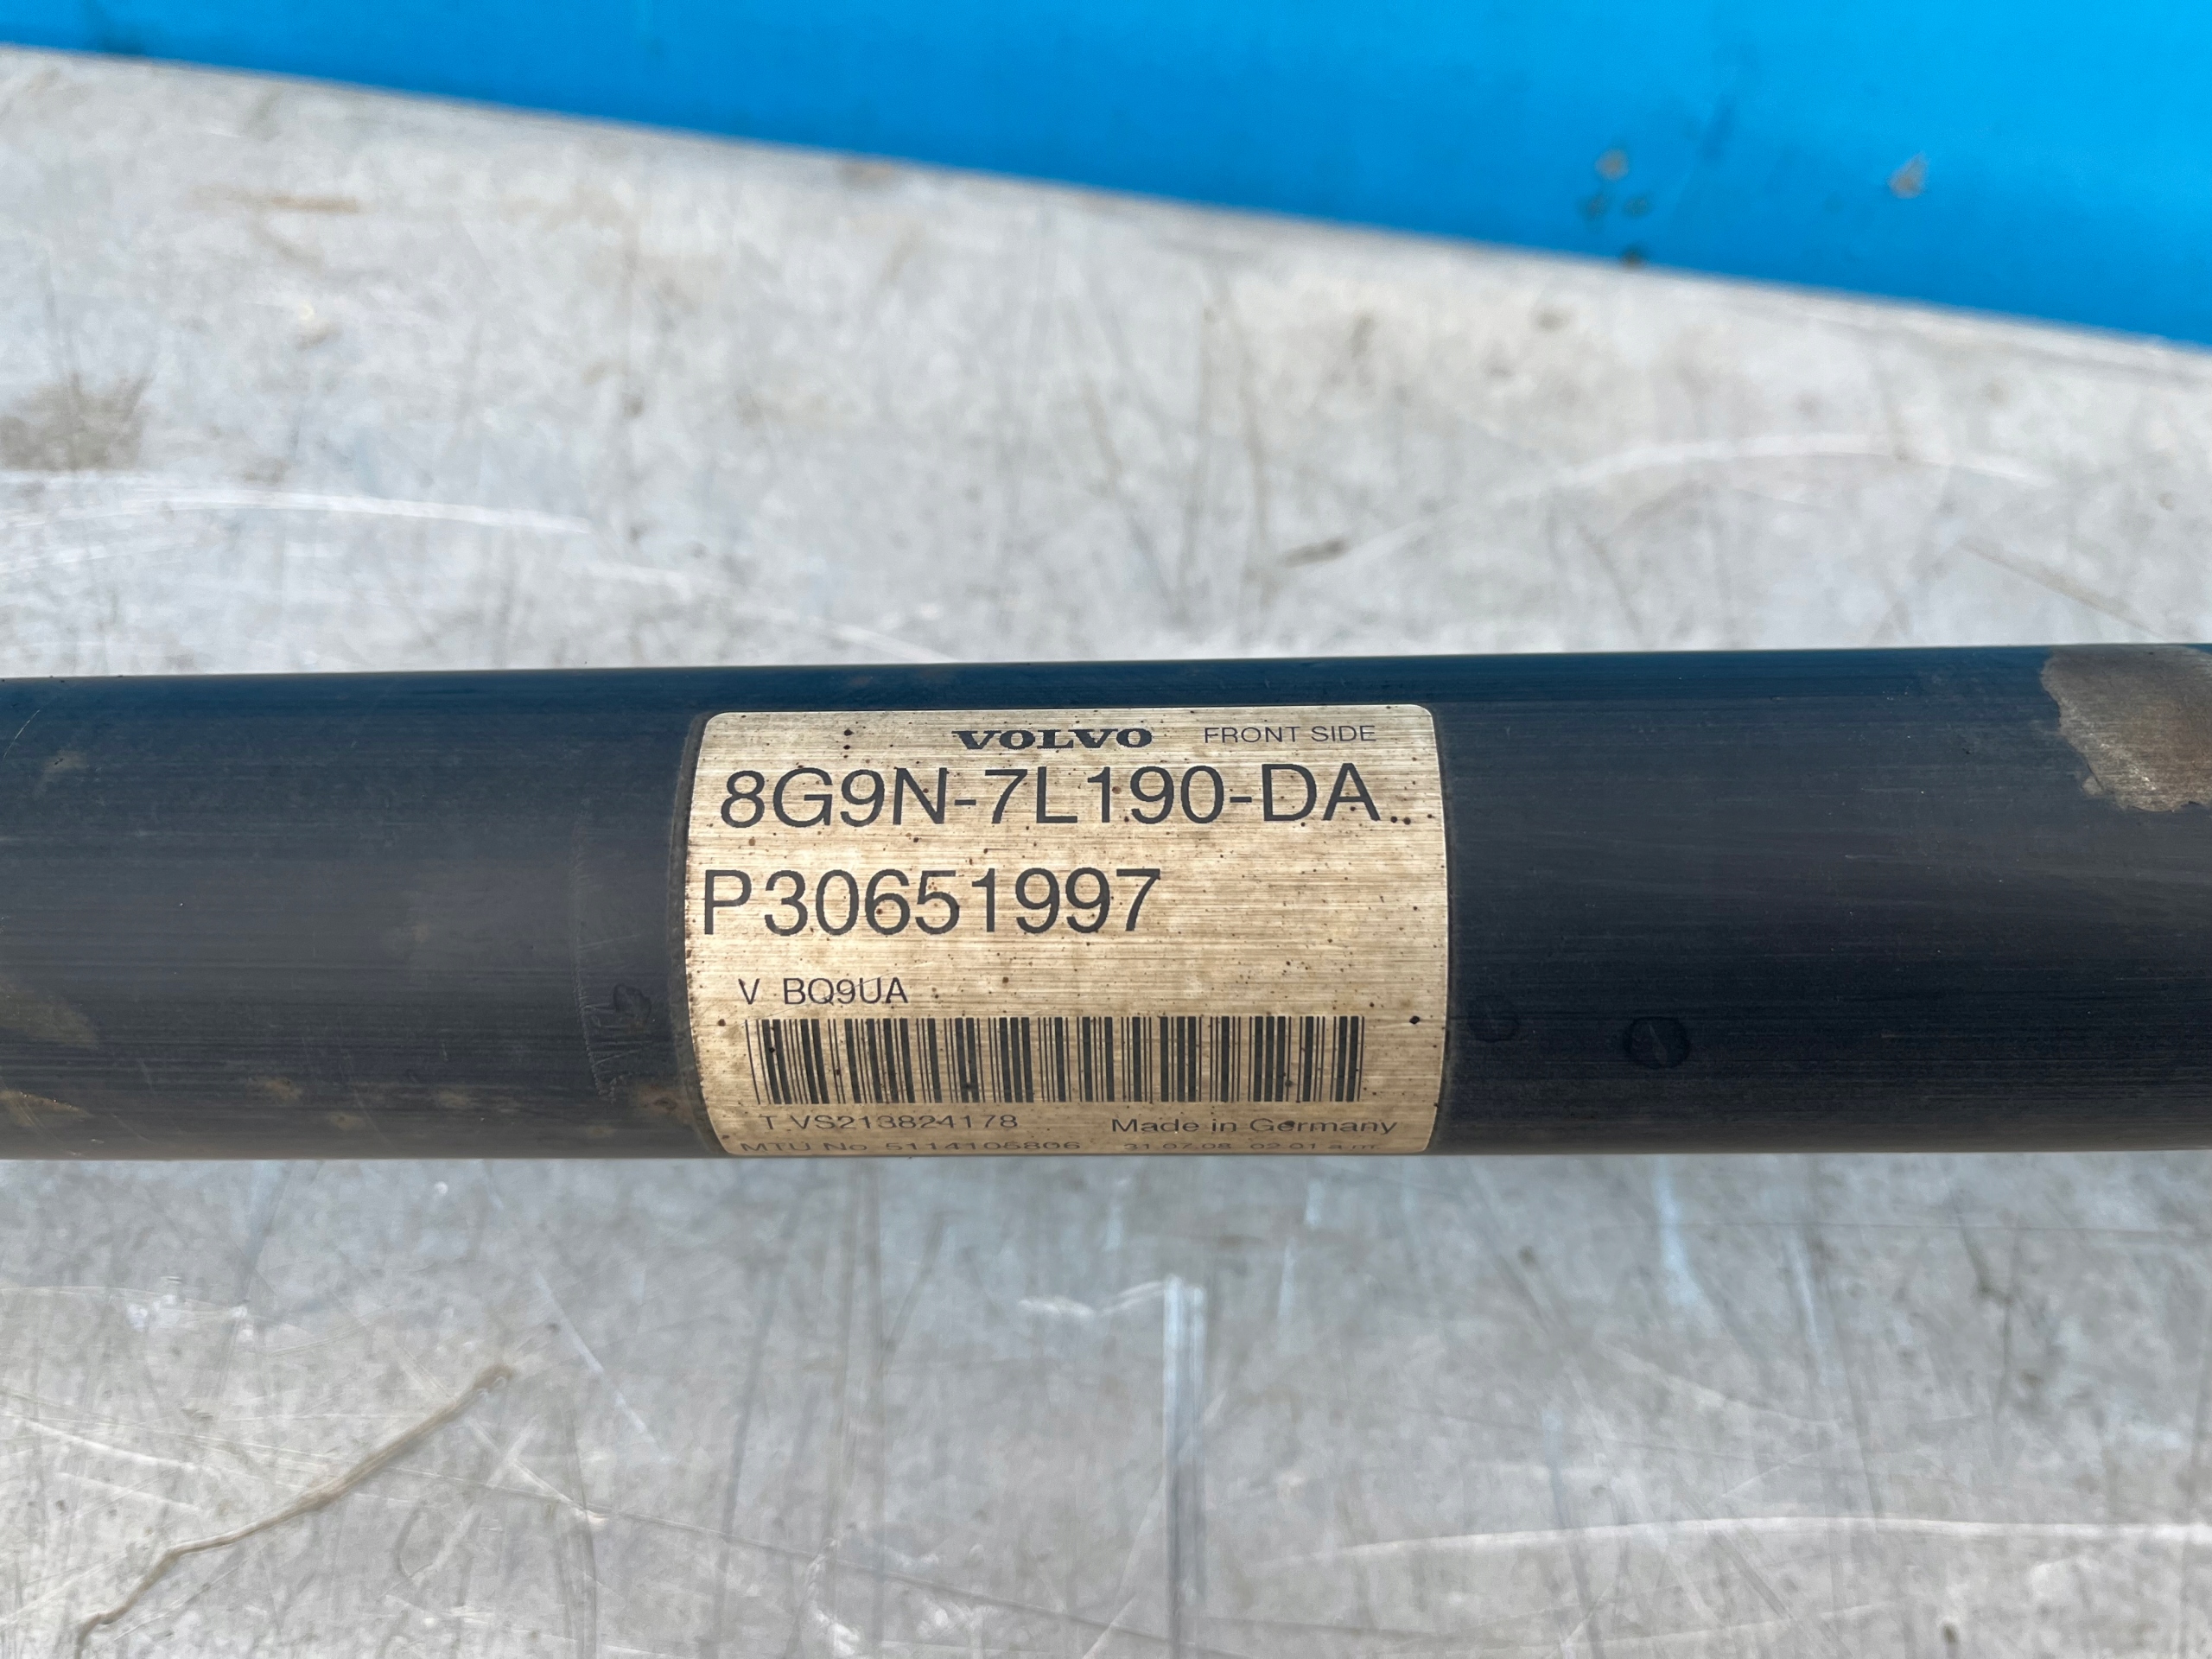 VOLVO FRONT SIDE
8G9N-7L190-DA
P30651997
V BQ9UA
T VS213824178 Made in Germany
MTU No 5114105806 31.07.08 02.01 a.m.